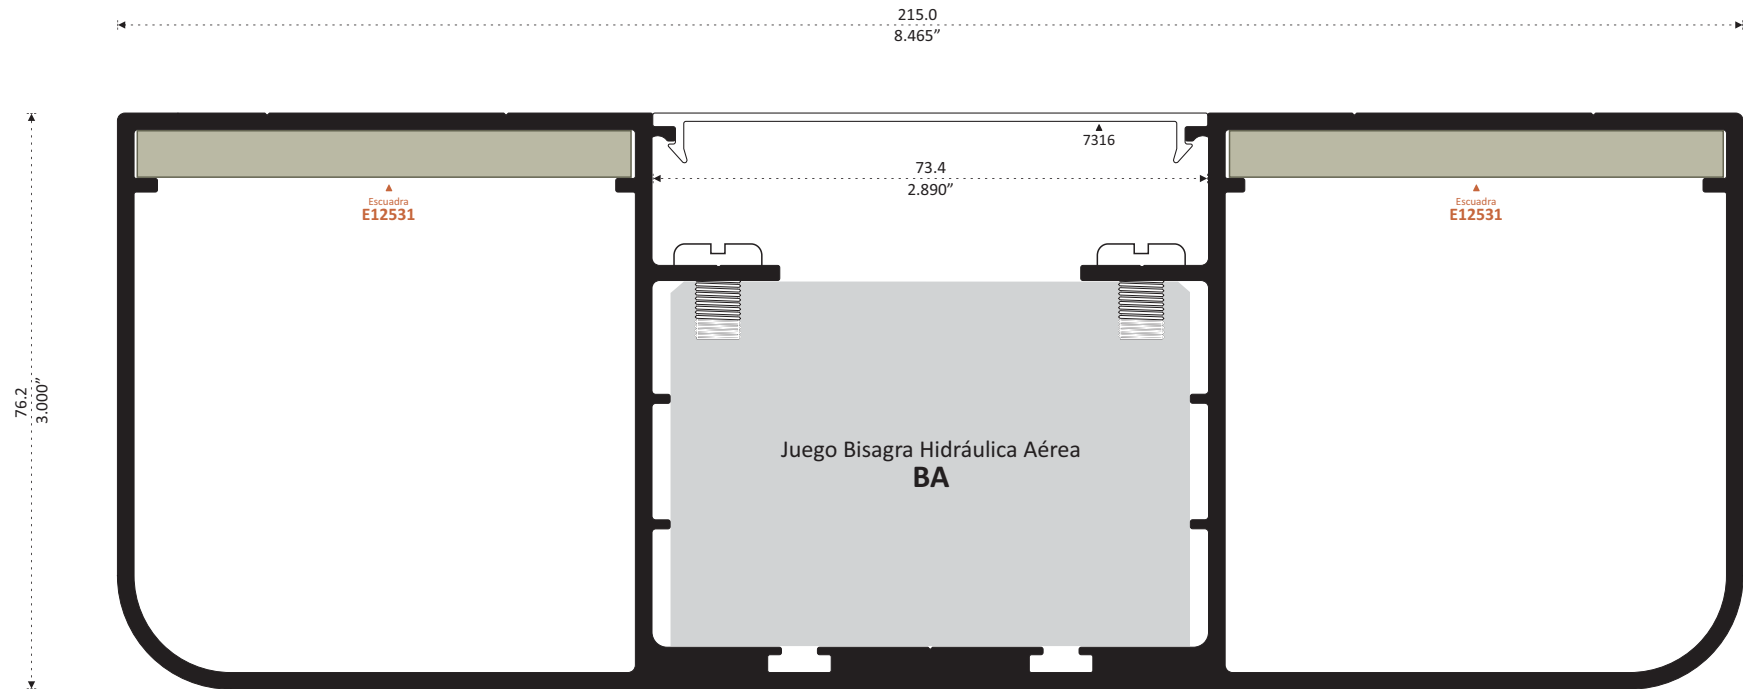 215.0
8.465”
7316
73.4
2.890”
Escuadra
E12531
Escuadra
E12531
76.2
3.000”
Juego Bisagra Hidráulica Aérea
BA